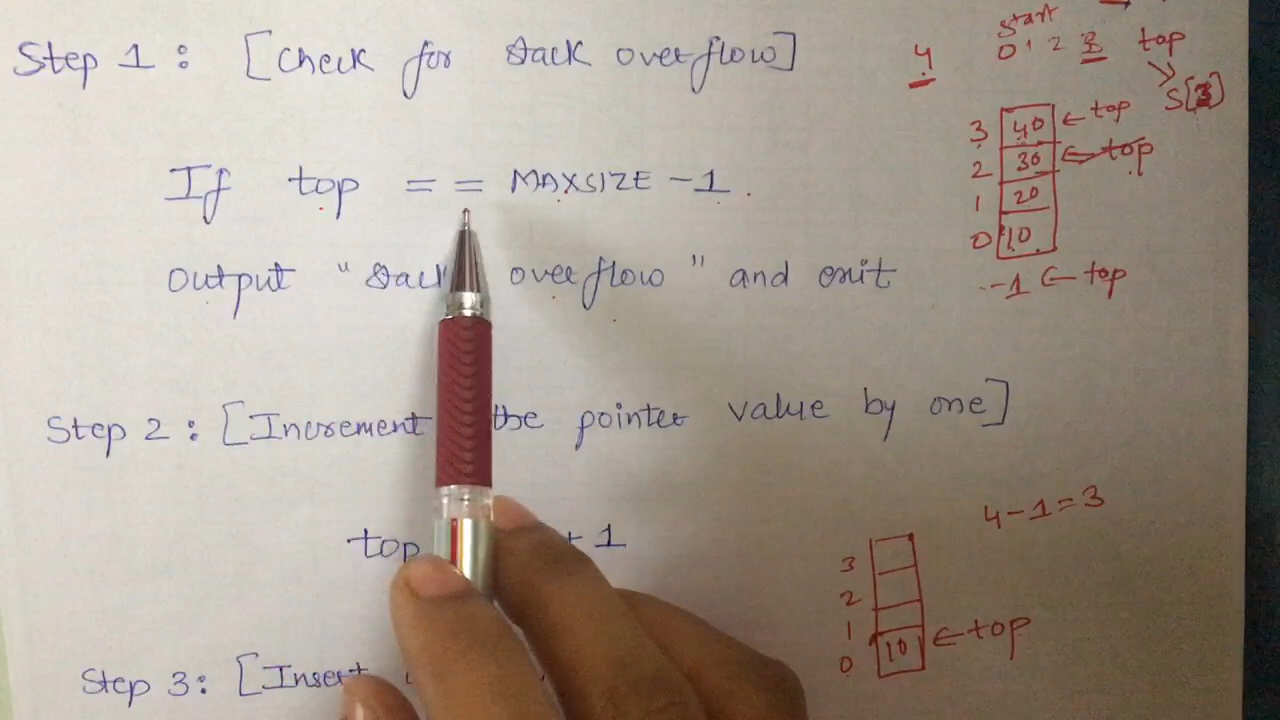 Step 1 : [Check for stack overflow]
If top == MAXSIZE -1.
Output " overflow" and exit
Step 2 : [Increment the pointer value by one]
top + 1
Step 3 : [Insert
start
4 0 1 2 3 top
S[3]
3 40 ← top
2 30 ← top
1 20
0 10
-1 ← top
4-1=3
3
2
1
0 10 ← top